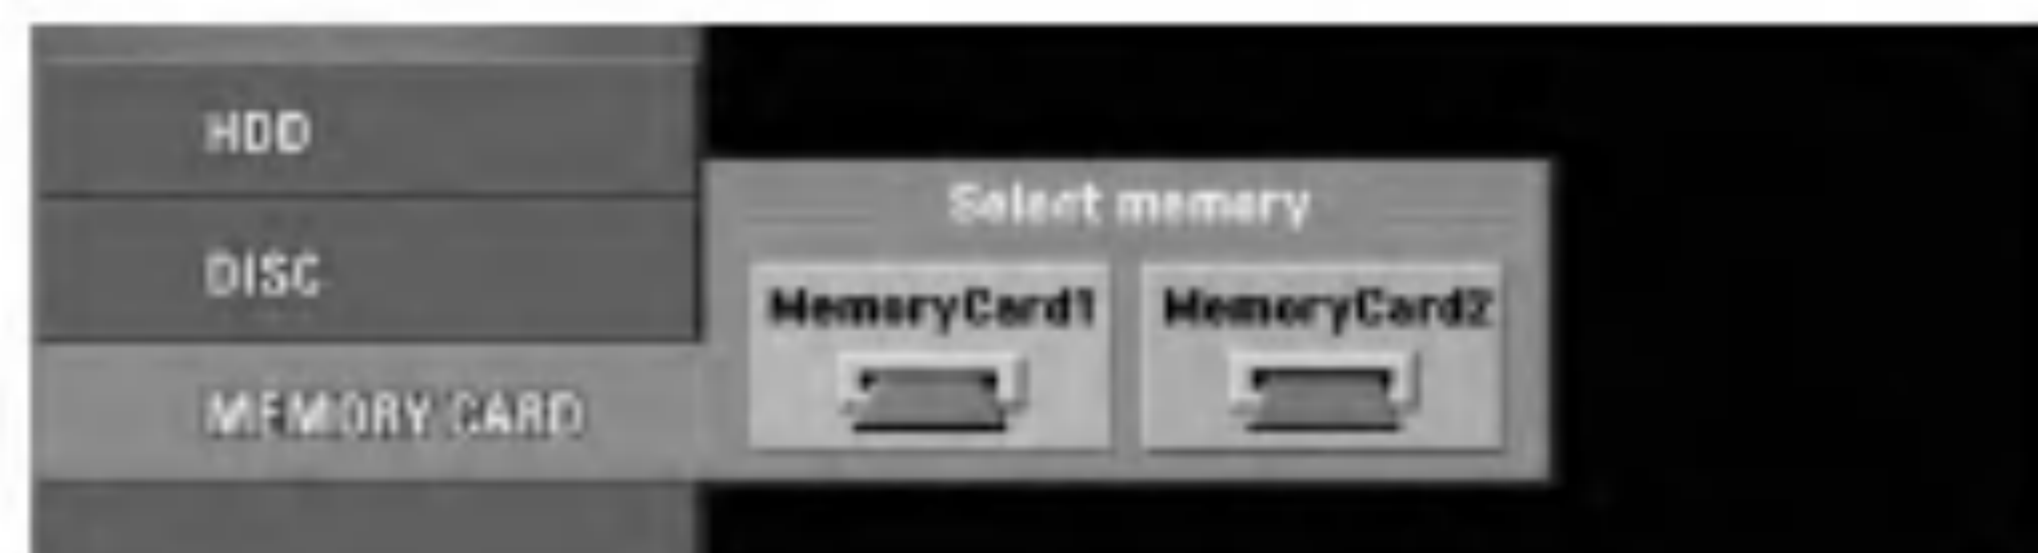 HDD
DISC
MEMORY CARD
Select memory
MemoryCard1 MemoryCard2